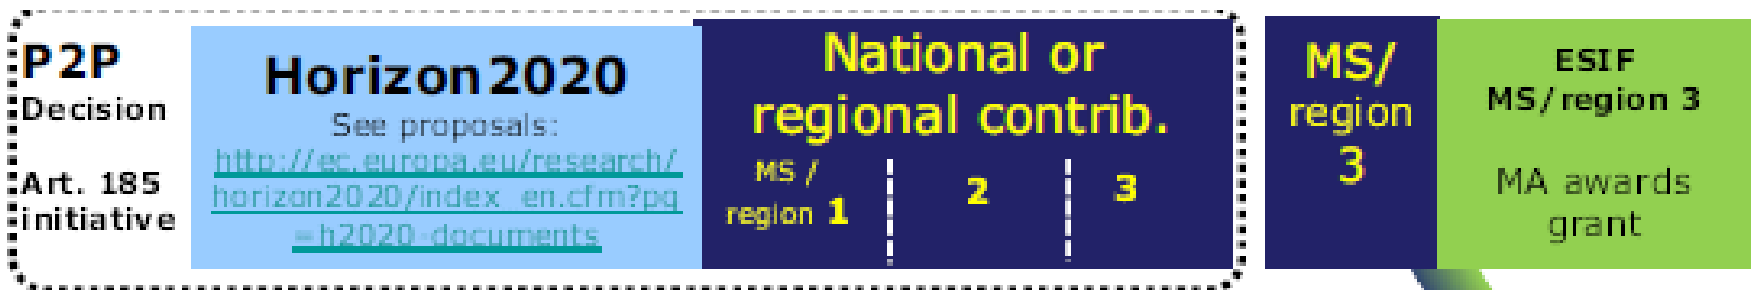 P2P
Decision
Art. 185
initiative
Horizon 2020
See proposals:
http://ec.europa.eu/research/
horizon2020/index_en.cfm?pg
=h2020-documents
National or
regional contrib.
MS /
region 1
2
3
MS/
region
3
ESIF
MS/region 3
MA awards
grant